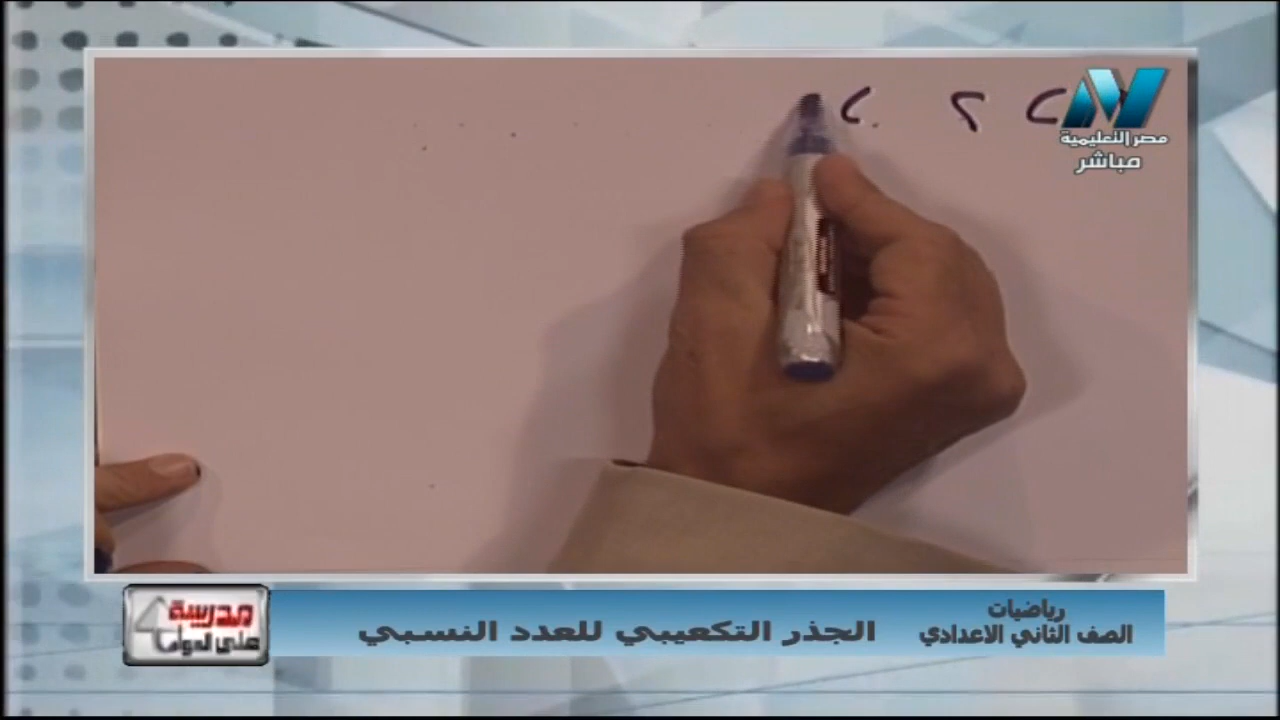 مصر التعليمية
مباشر
رياضيات
الصف الثاني الاعدادي
الجذر التكعيبي للعدد النسبي
مدرسة
على الهواء